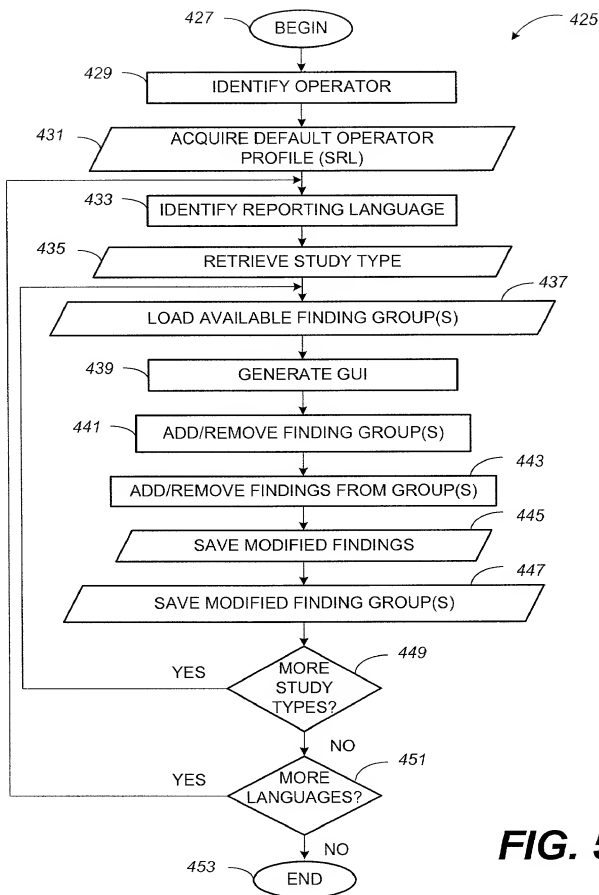 427
BEGIN
425
429
IDENTIFY OPERATOR
431
ACQUIRE DEFAULT OPERATOR
PROFILE (SRL)
433
IDENTIFY REPORTING LANGUAGE
435
RETRIEVE STUDY TYPE
437
LOAD AVAILABLE FINDING GROUP(S)
439
GENERATE GUI
441
ADD/REMOVE FINDING GROUP(S)
443
ADD/REMOVE FINDINGS FROM GROUP(S)
445
SAVE MODIFIED FINDINGS
447
SAVE MODIFIED FINDING GROUP(S)
449
YES
MORE
STUDY
TYPES?
NO
451
YES
MORE
LANGUAGES?
NO
453
END
FIG. 5